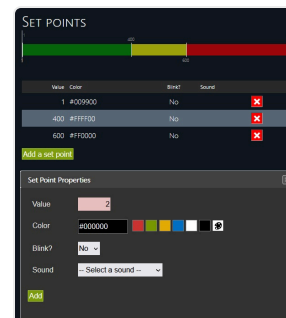 SET POINTS
1
400
600
Value Color Blink? Sound
1 #009900 No
400 #FFFF00 No
600 #FF0000 No
Add a set point
Set Point Properties
Value 2
Color #000000
Blink? No
Sound -- Select a sound --
Add